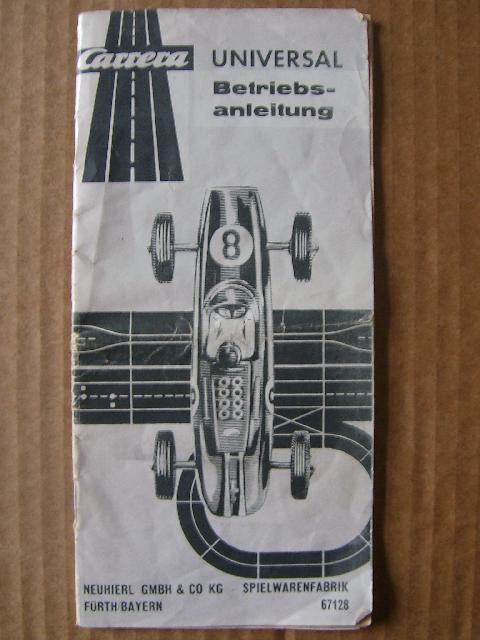 Carrera UNIVERSAL
Betriebs-
anleitung
8
NEUHIERL GMBH & CO KG SPIELWARENFABRIK
FÜRTH/BAYERN 67128